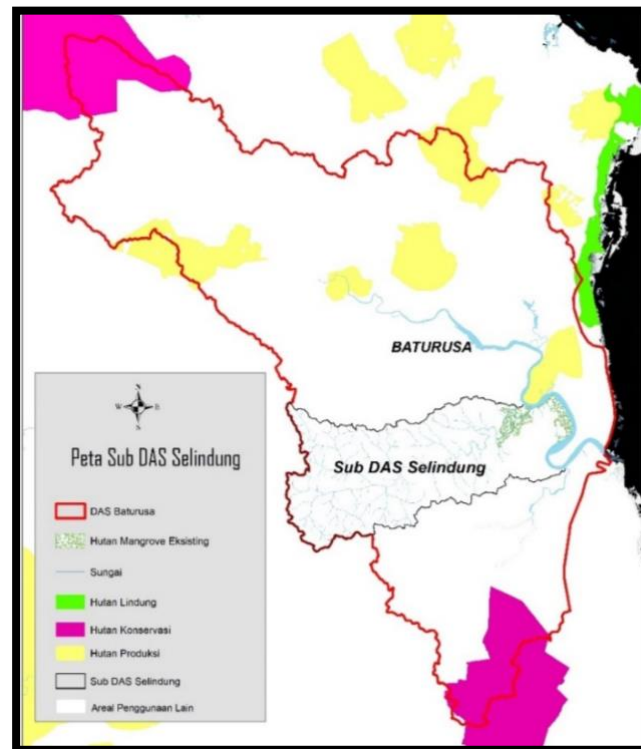 BATURUSA
Sub DAS Selindung
N
W E
S
Peta Sub DAS Selindung
DAS Baturusa
Hutan Mangrove Eksisting
Sungai
Hutan Lindung
Hutan Konservasi
Hutan Produksi
Sub DAS Selindung
Areal Penggunaan Lain